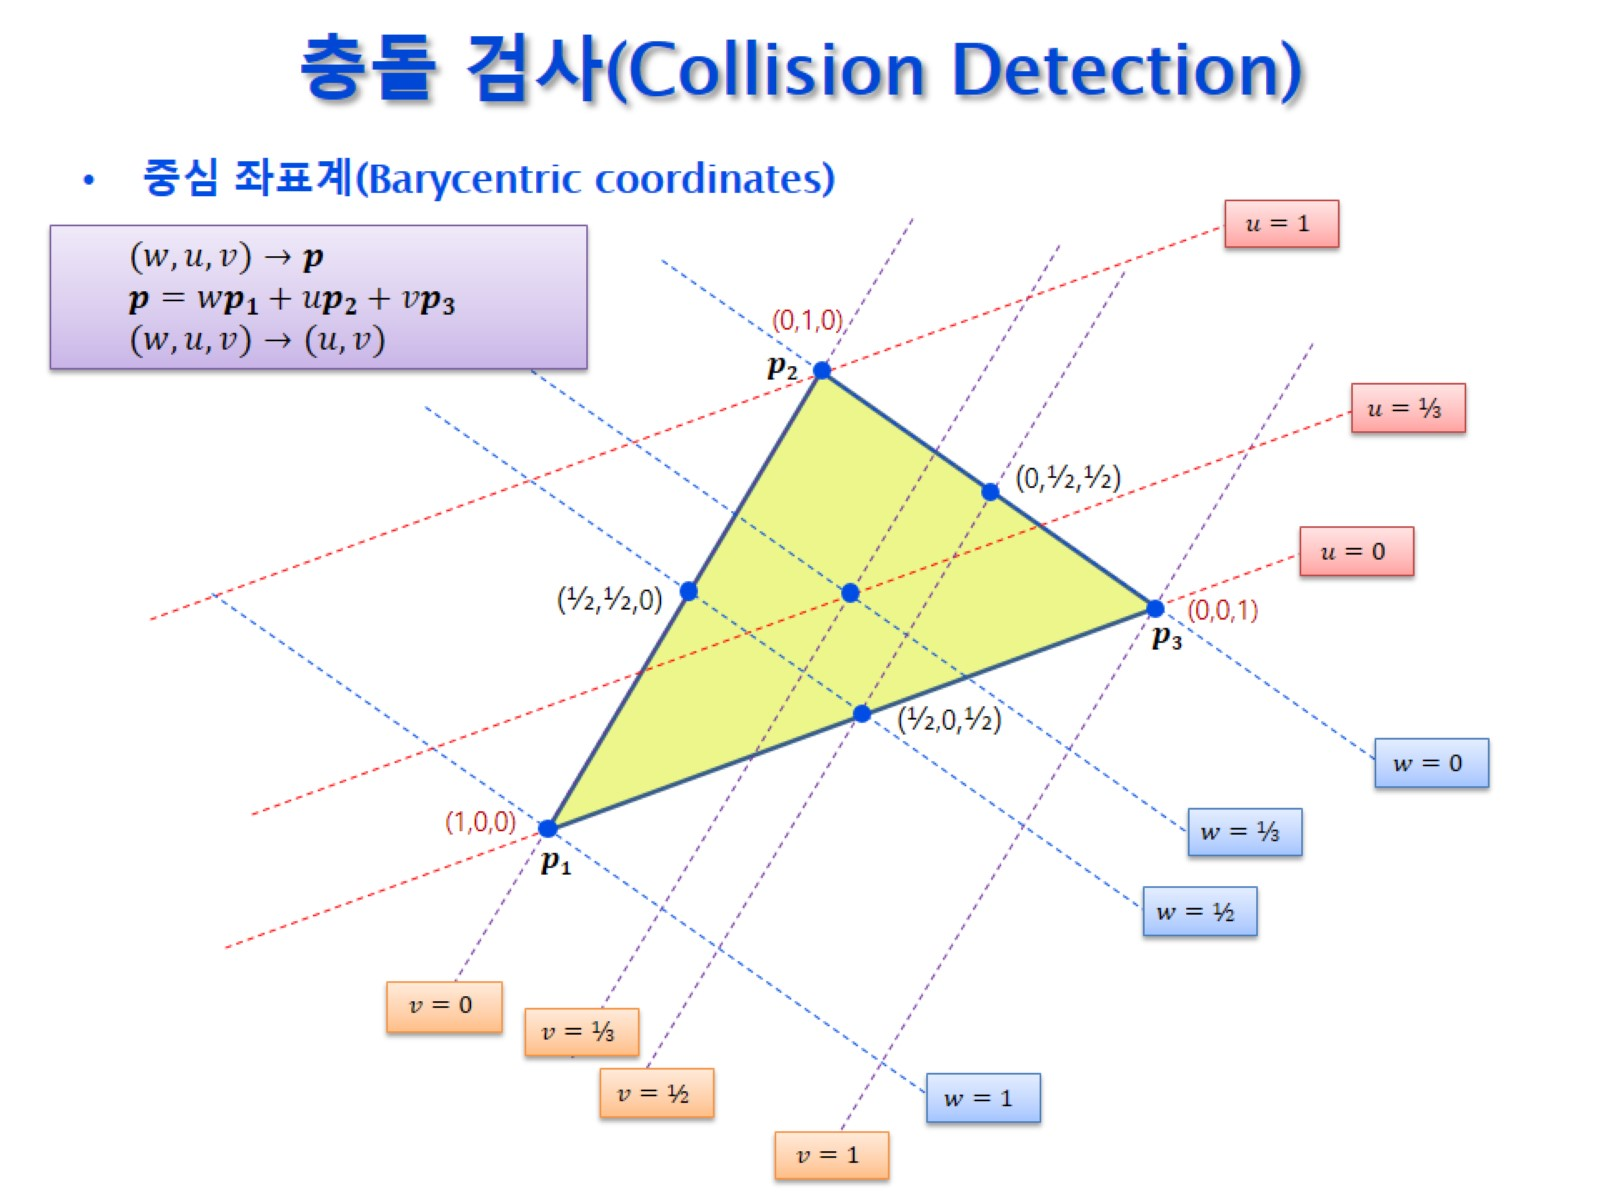 충돌 검사(Collision Detection)
• 중심 좌표계(Barycentric coordinates)
(w, u, v) → p
p = wp₁ + up₂ + vp₃
(w, u, v) → (u, v)
u = 1
(0,1,0)
p₂
u = ⅓
(0,½,½)
u = 0
(½,½,0)
(0,0,1)
p₃
(½,0,½)
w = 0
(1,0,0)
w = ⅓
p₁
w = ½
v = 0
v = ⅓
v = ½
w = 1
v = 1